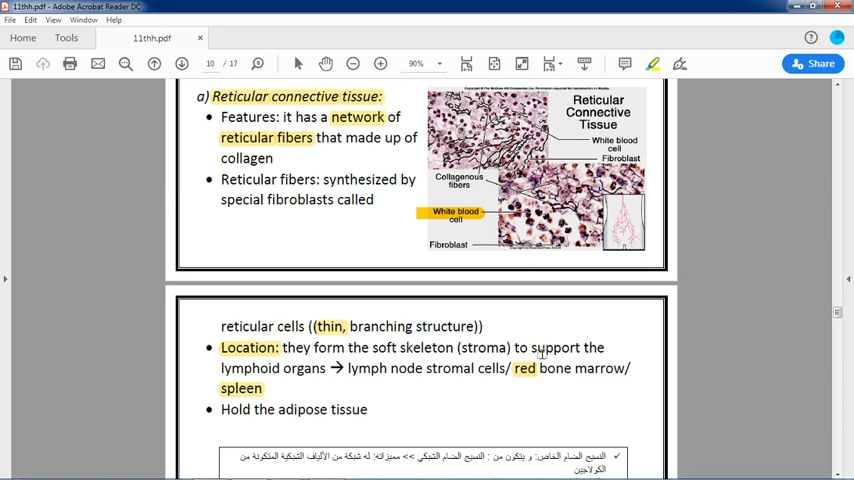 11thh.pdf - Adobe Acrobat Reader DC
File Edit View Window Help
Home Tools 11thh.pdf ×
10 / 17 90% Share
a) Reticular connective tissue:
• Features: it has a network of
reticular fibers that made up of
collagen
• Reticular fibers: synthesized by
special fibroblasts called
Reticular
Connective
Tissue
White blood
cell
Fibroblast
Collagenous
fibers
White blood
cell
Fibroblast
reticular cells ((thin, branching structure))
• Location: they form the soft skeleton (stroma) to support the
lymphoid organs → lymph node stromal cells/ red bone marrow/
spleen
• Hold the adipose tissue
✓ النسيج الضام الخاص: و يتكون من : النسيج الضام الشبكي >> مميزاته: له شبكة من الألياف الشبكية المتكونة من
الكولاجين